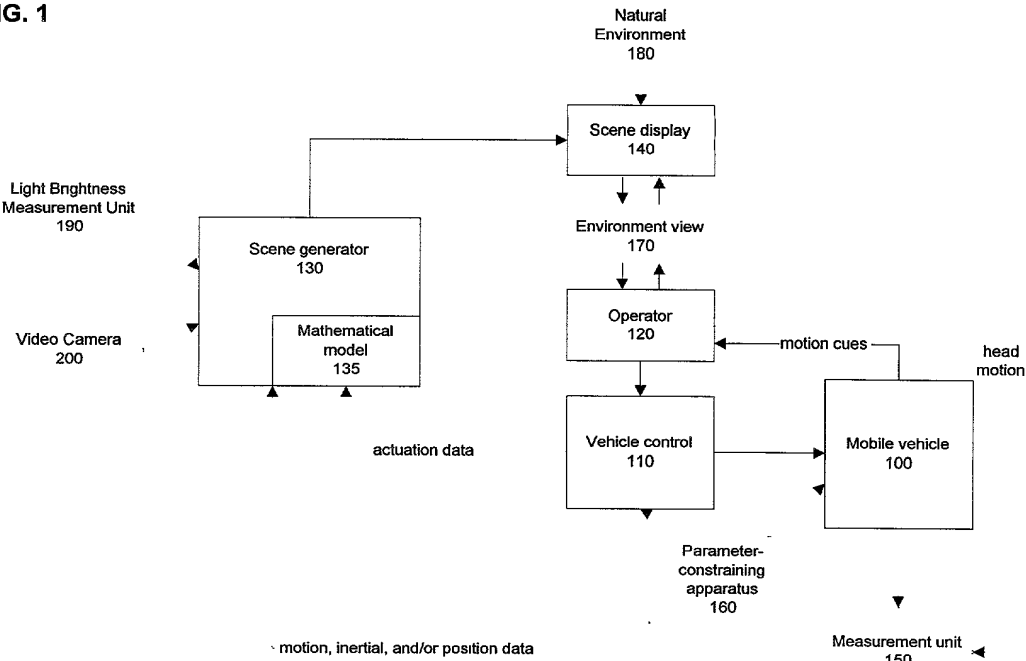 IG. 1
Natural
Environment
180
Scene display
140
Light Brightness
Measurement Unit
190
Environment view
170
Scene generator
130
Operator
120
Mathematical
model
135
Video Camera
200
motion cues
head
motion
actuation data
Vehicle control
110
Mobile vehicle
100
Parameter-
constraining
apparatus
160
motion, inertial, and/or position data
Measurement unit
150